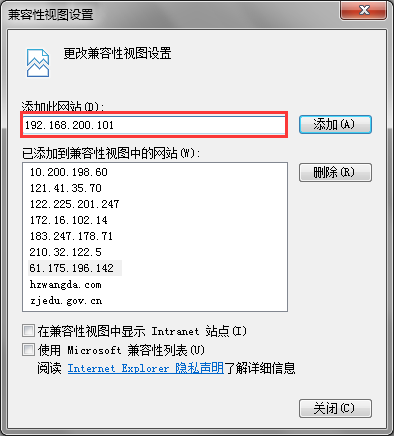 兼容性视图设置
更改兼容性视图设置
添加此网站(D):
192.168.200.101
添加(A)
已添加到兼容性视图中的网站(W):
10.200.198.60
删除(R)
121.41.35.70
122.225.201.247
172.16.102.14
183.247.178.71
210.32.122.5
61.175.196.142
hzwangda.com
zjedu.gov.cn
在兼容性视图中显示 Intranet 站点(I)
使用 Microsoft 兼容性列表(U)
阅读 Internet Explorer 隐私声明了解详细信息
关闭(C)